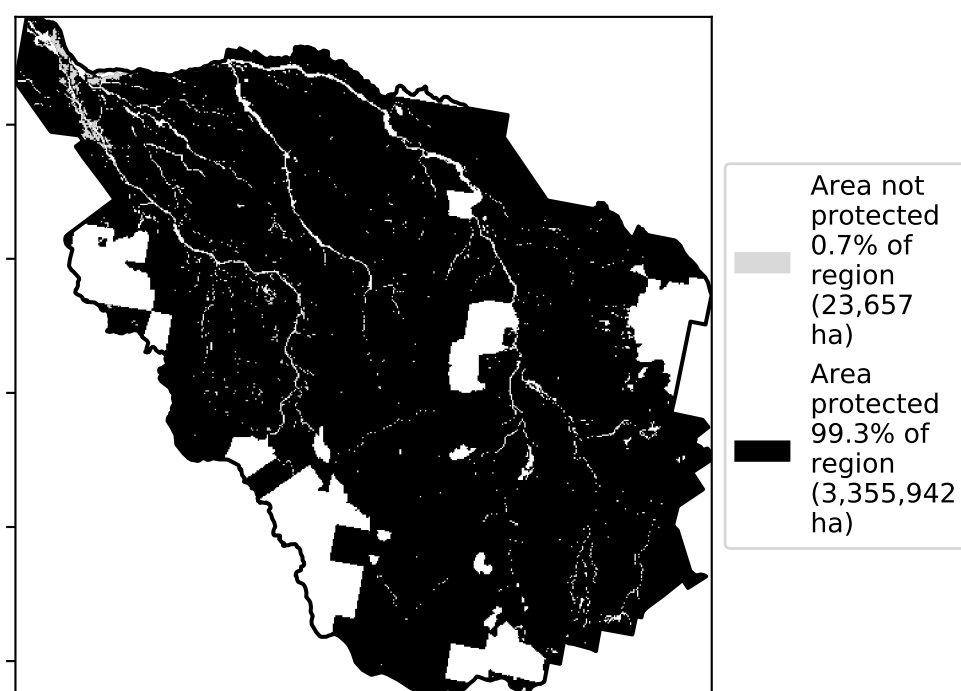 Area not
protected
0.7% of
region
(23,657
ha)
Area
protected
99.3% of
region
(3,355,942
ha)